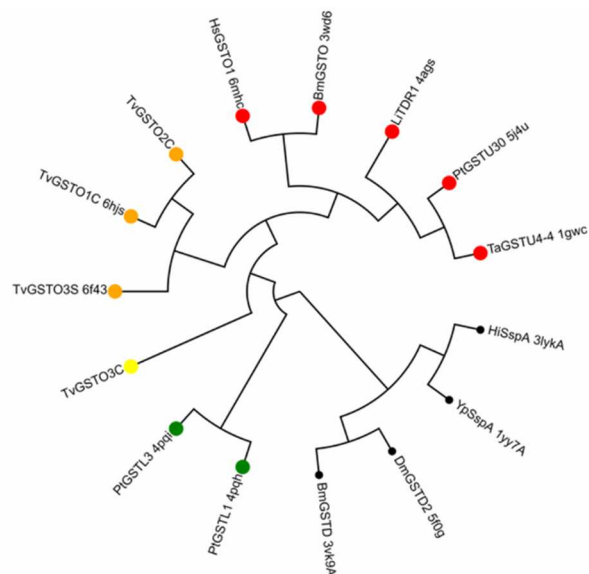 HsGSTO1 6mhc
BmGSTO 3wd6
LiTDR1 4ags
PtGSTU30 5j4u
TaGSTU4-4 1gwc
HiSspA 3lykA
YpSspA 1yy7A
DmGSTD2 5f0g
BmGSTD 3vk9A
PtGSTL1 4pqh
PtGSTL3 4pqi
TvGSTO3C
TvGSTO3S 6f43
TvGSTO1C 6hjs
TvGSTO2C